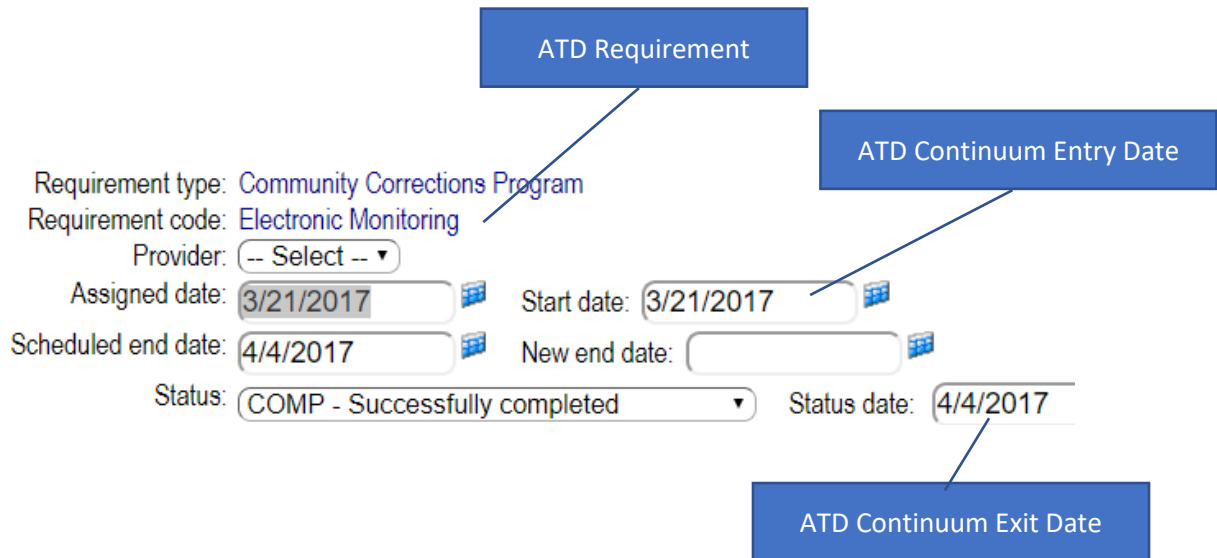 ATD Requirement
ATD Continuum Entry Date
Requirement type: Community Corrections Program
Requirement code: Electronic Monitoring
Provider: -- Select --
Assigned date: 3/21/2017 Start date: 3/21/2017
Scheduled end date: 4/4/2017 New end date:
Status: COMP - Successfully completed Status date: 4/4/2017
ATD Continuum Exit Date